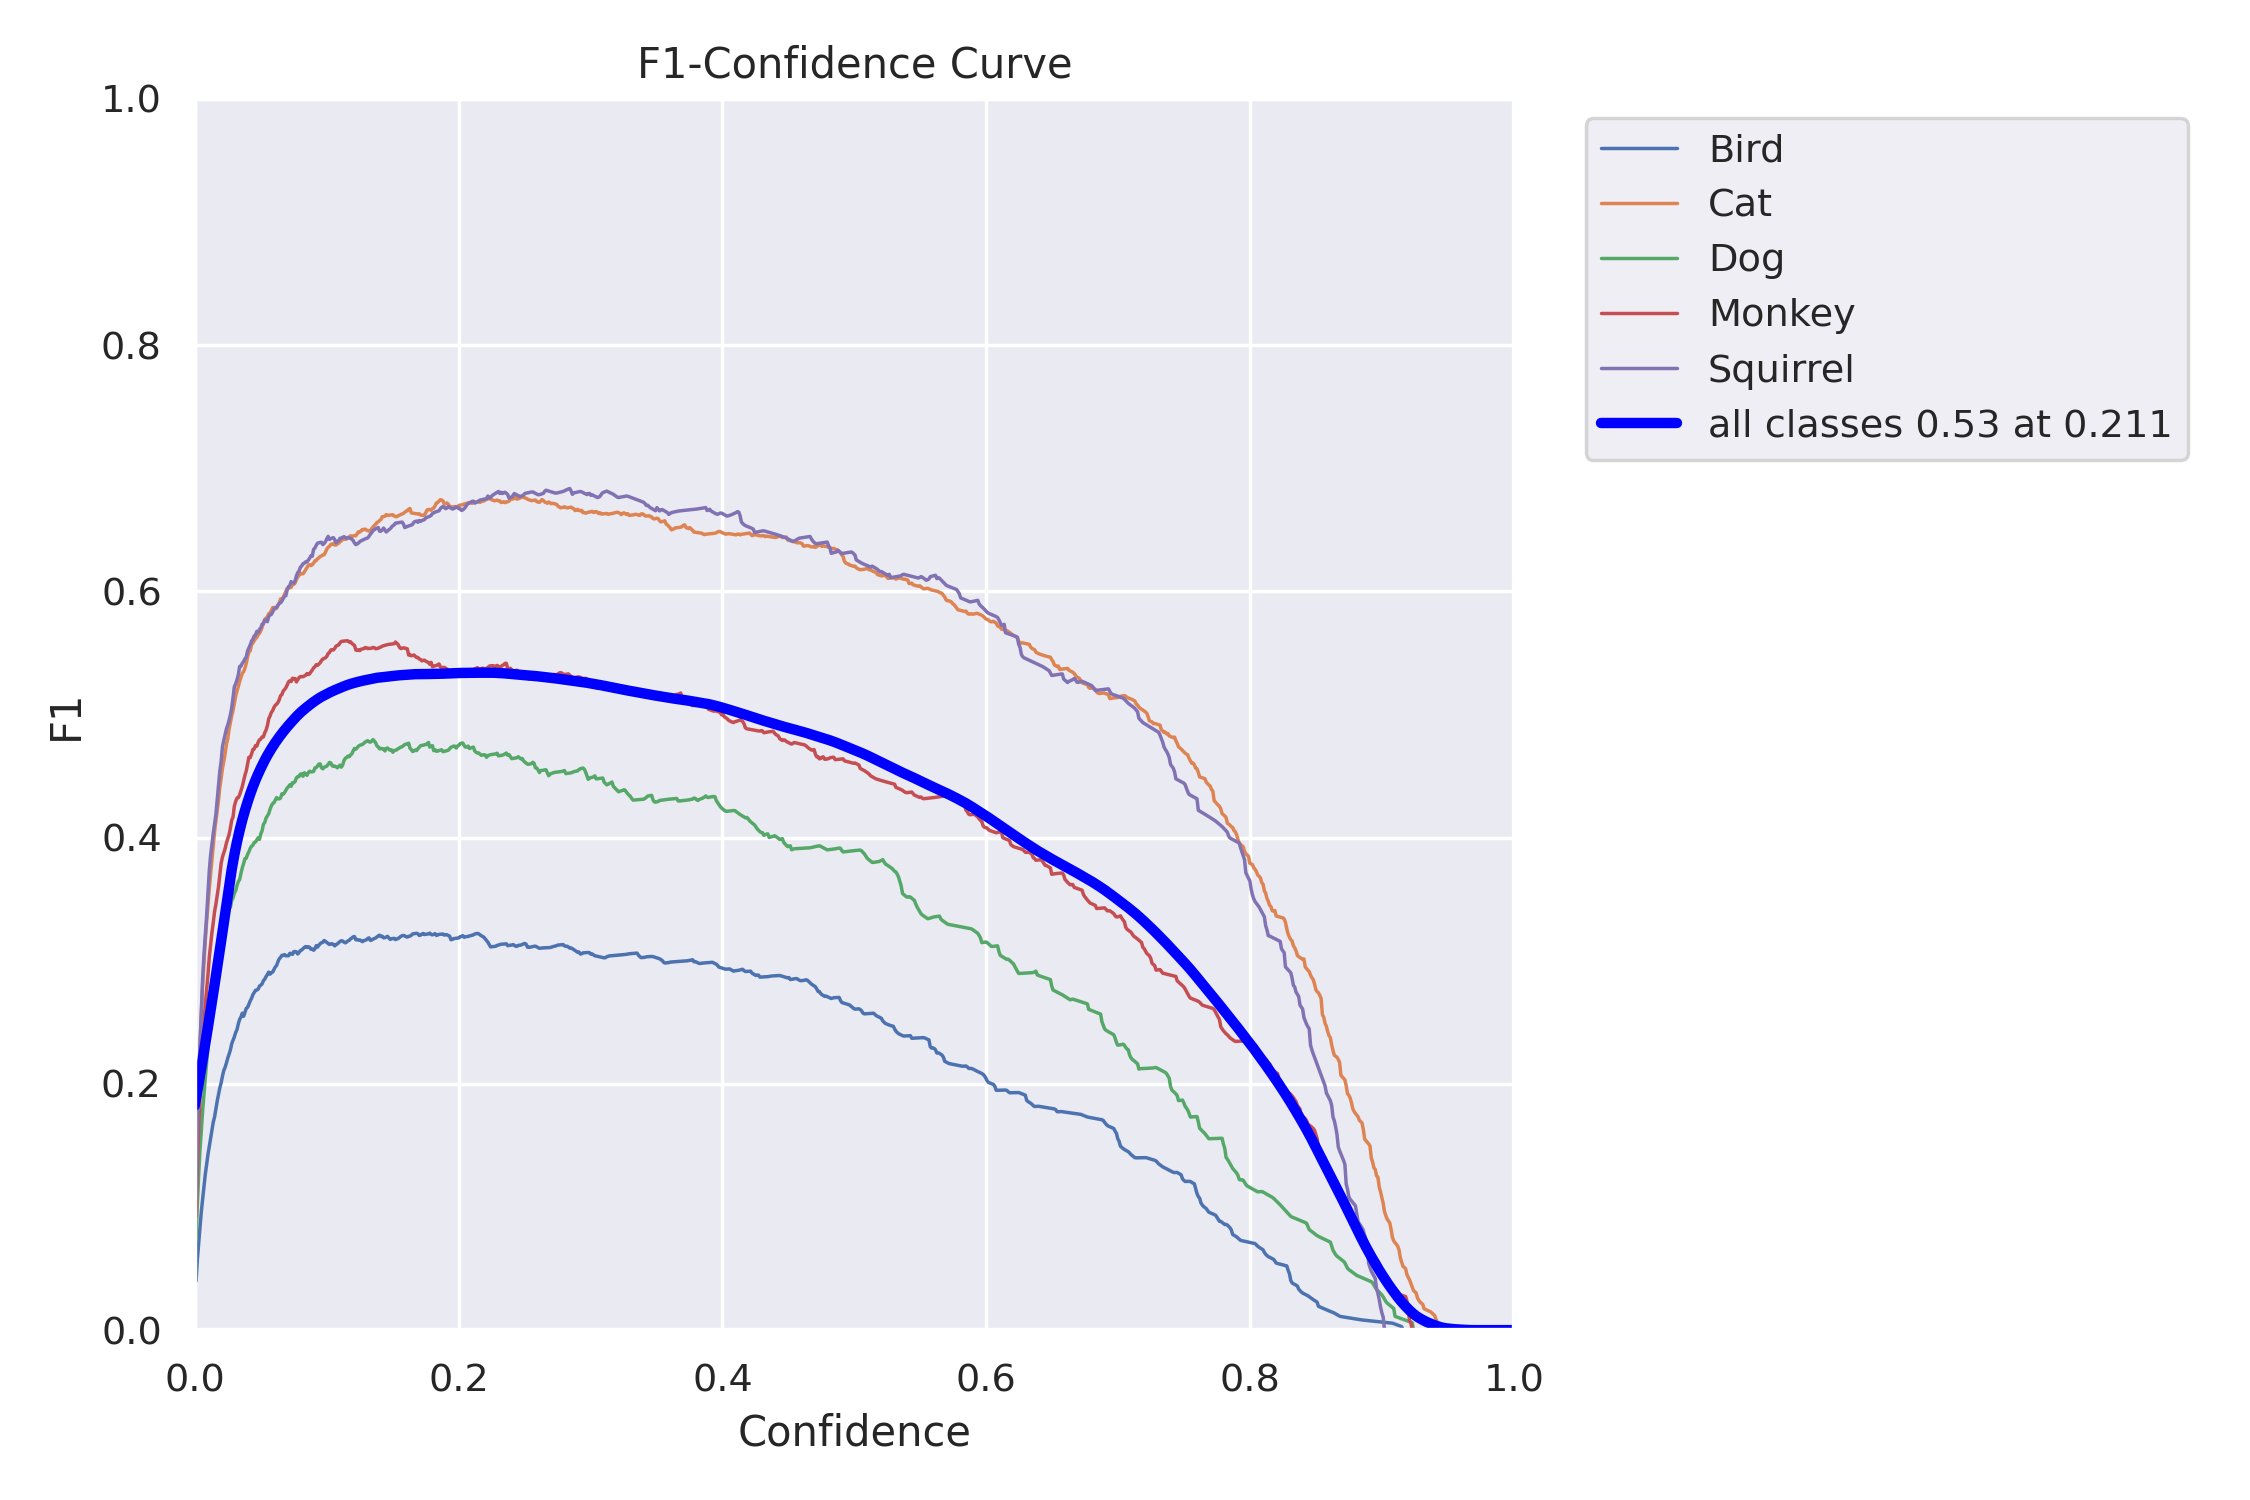 F1-Confidence Curve
1.0
0.8
0.6
0.4
0.2
0.0
F1
0.0 0.2 0.4 0.6 0.8 1.0
Confidence
Bird
Cat
Dog
Monkey
Squirrel
all classes 0.53 at 0.211